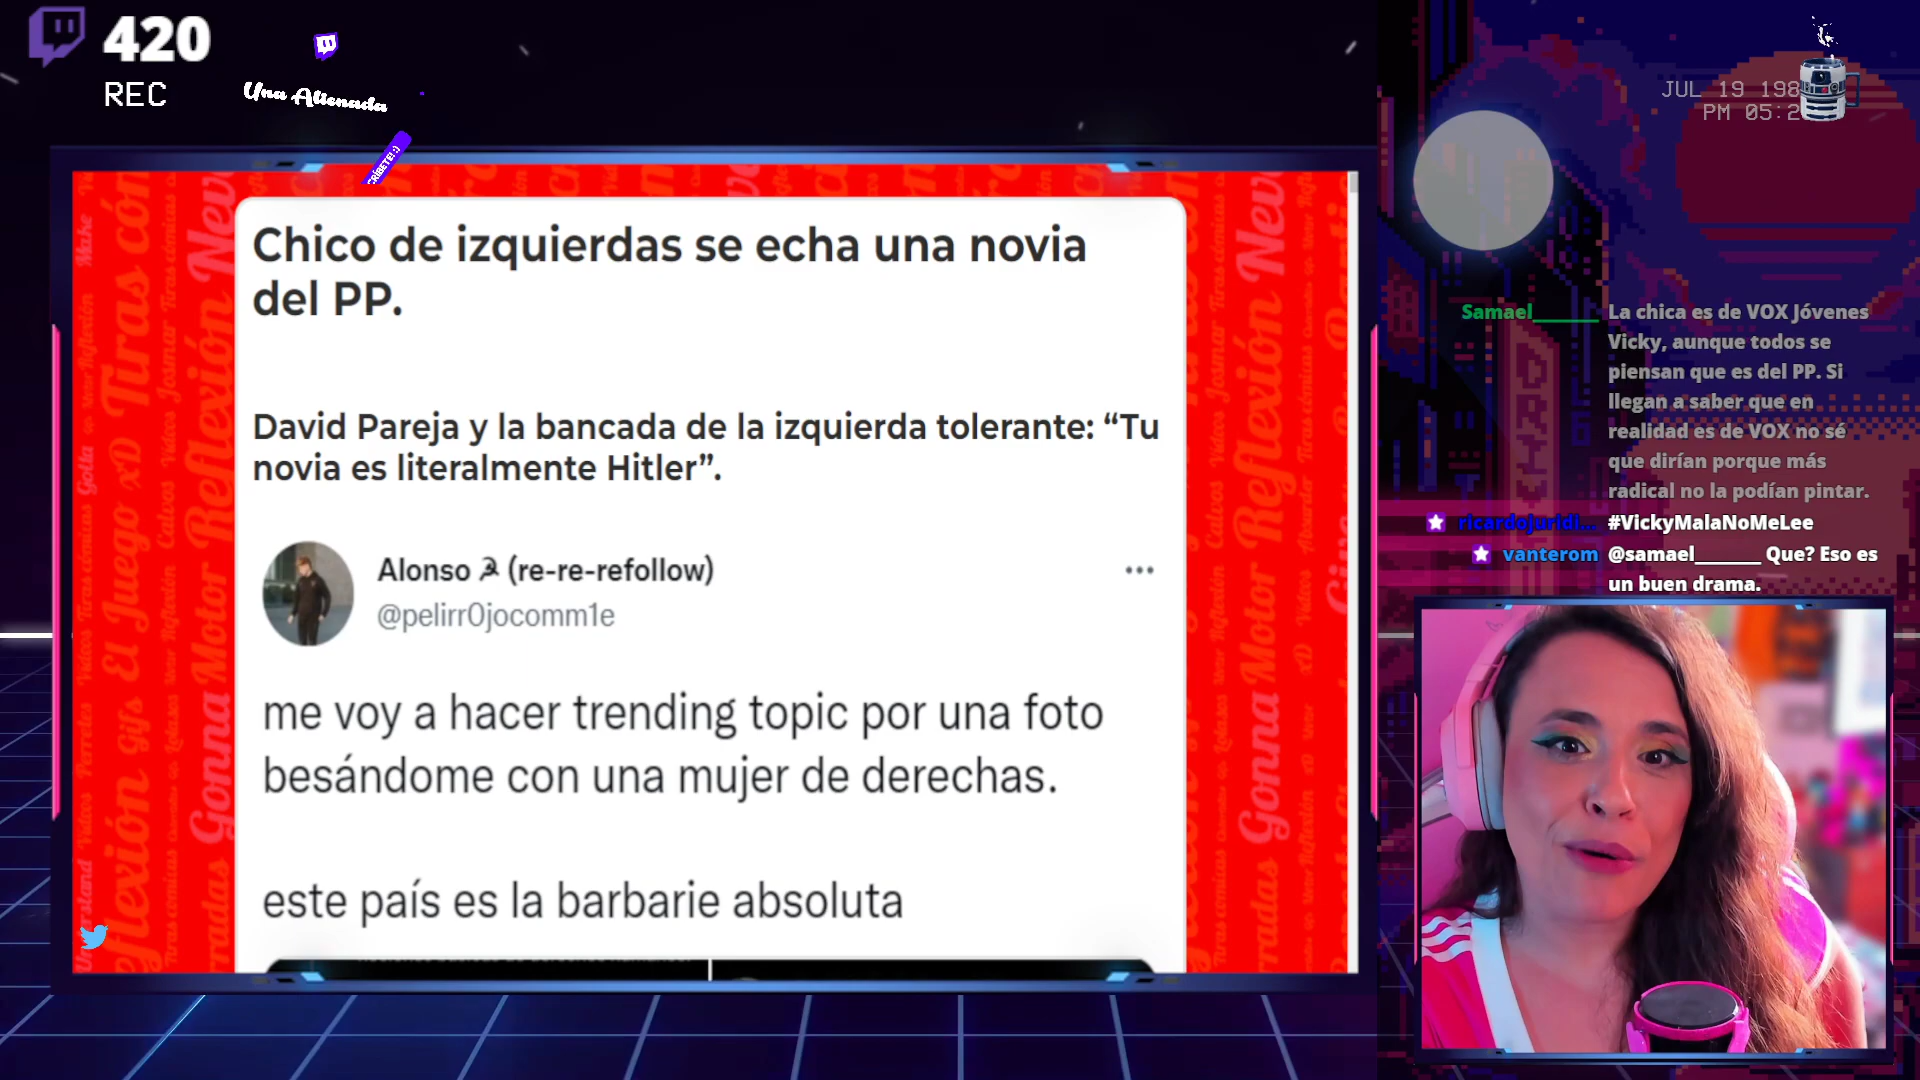 420
REC
Una Alienada
CRÍBETE! :)
JUL 19 198
PM 05:2
Chico de izquierdas se echa una novia
del PP.
David Pareja y la bancada de la izquierda tolerante: “Tu
novia es literalmente Hitler”.
Alonso ☭ (re-re-refollow)
@pelirr0jocomm1e
me voy a hacer trending topic por una foto
besándome con una mujer de derechas.
este país es la barbarie absoluta
Samael______ La chica es de VOX Jóvenes
Vicky, aunque todos se
piensan que es del PP. Si
llegan a saber que en
realidad es de VOX no sé
que dirían porque más
radical no la podían pintar.
ricardojuridi... #VickyMalaNoMeLee
vanterom @samael______ Que? Eso es
un buen drama.